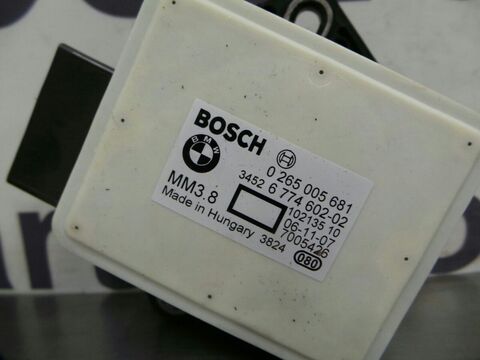 BOSCH
BMW
0 265 005 681
3452 6 774 602-02
MM3.8
102135 10
06-11-07
Made in Hungary 3824
7005426
080